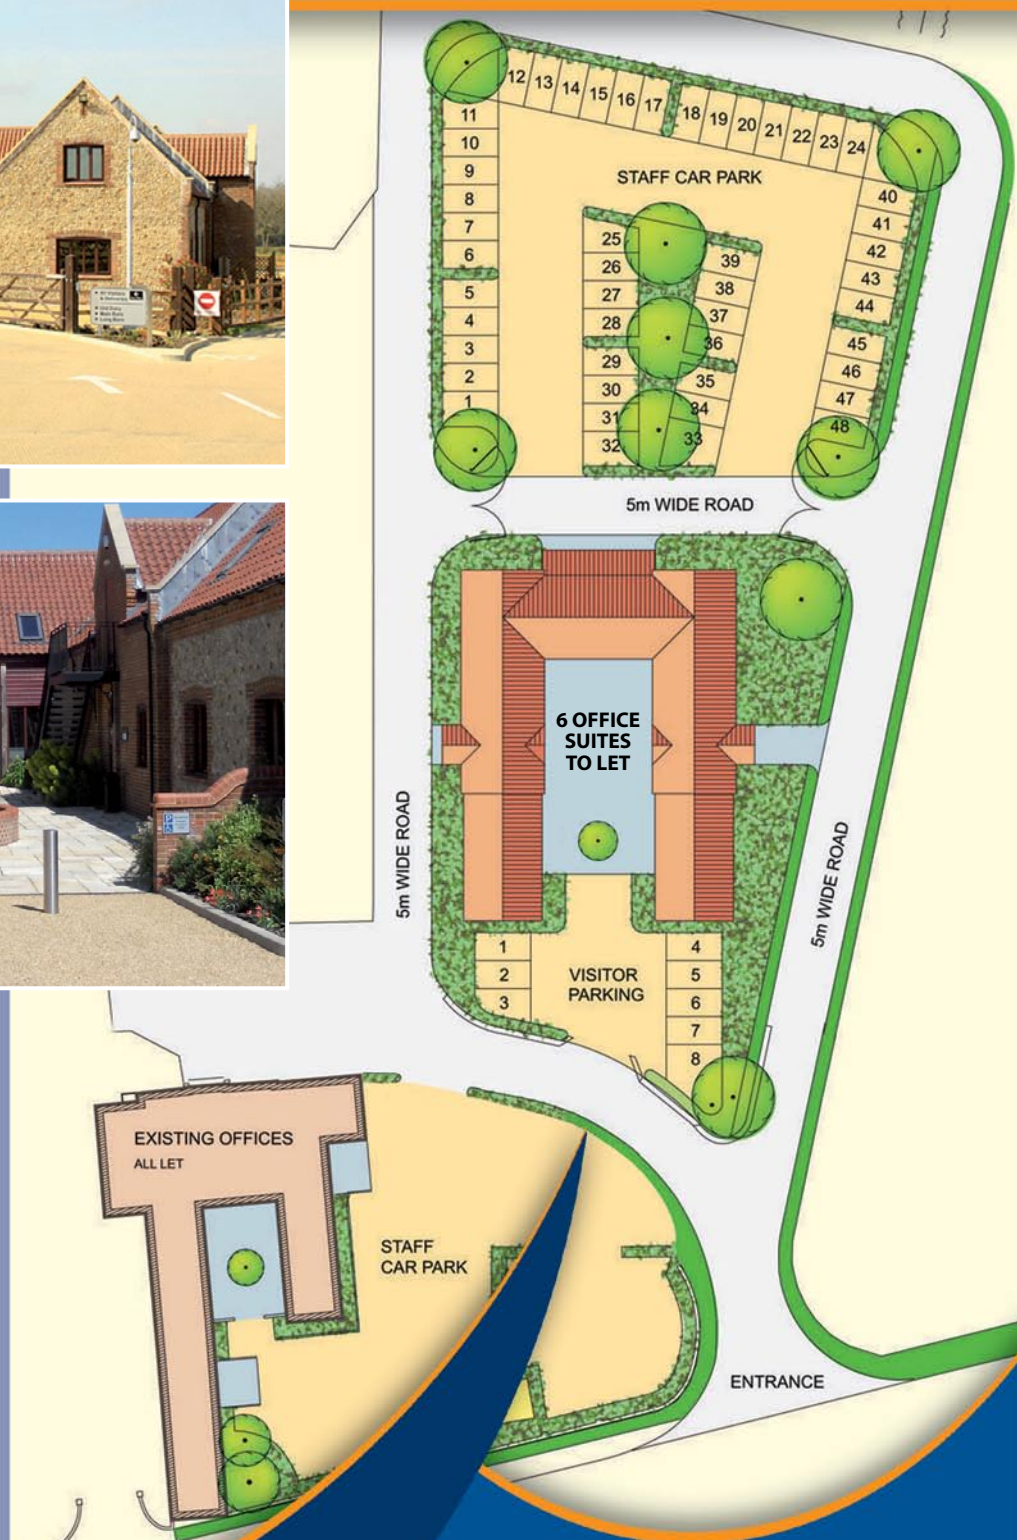 12 13 14 15 16 17 18 19 20 21 22 23 24
11
10
9
8
7
6
5
4
3
2
1
STAFF CAR PARK
25
26
27
28
29
30
31
32
39
38
37
36
35
34
33
40
41
42
43
44
45
46
47
48
5m WIDE ROAD
6 OFFICE
SUITES
TO LET
5m WIDE ROAD
5m WIDE ROAD
1
2
3
VISITOR
PARKING
4
5
6
7
8
EXISTING OFFICES
ALL LET
STAFF
CAR PARK
ENTRANCE
P